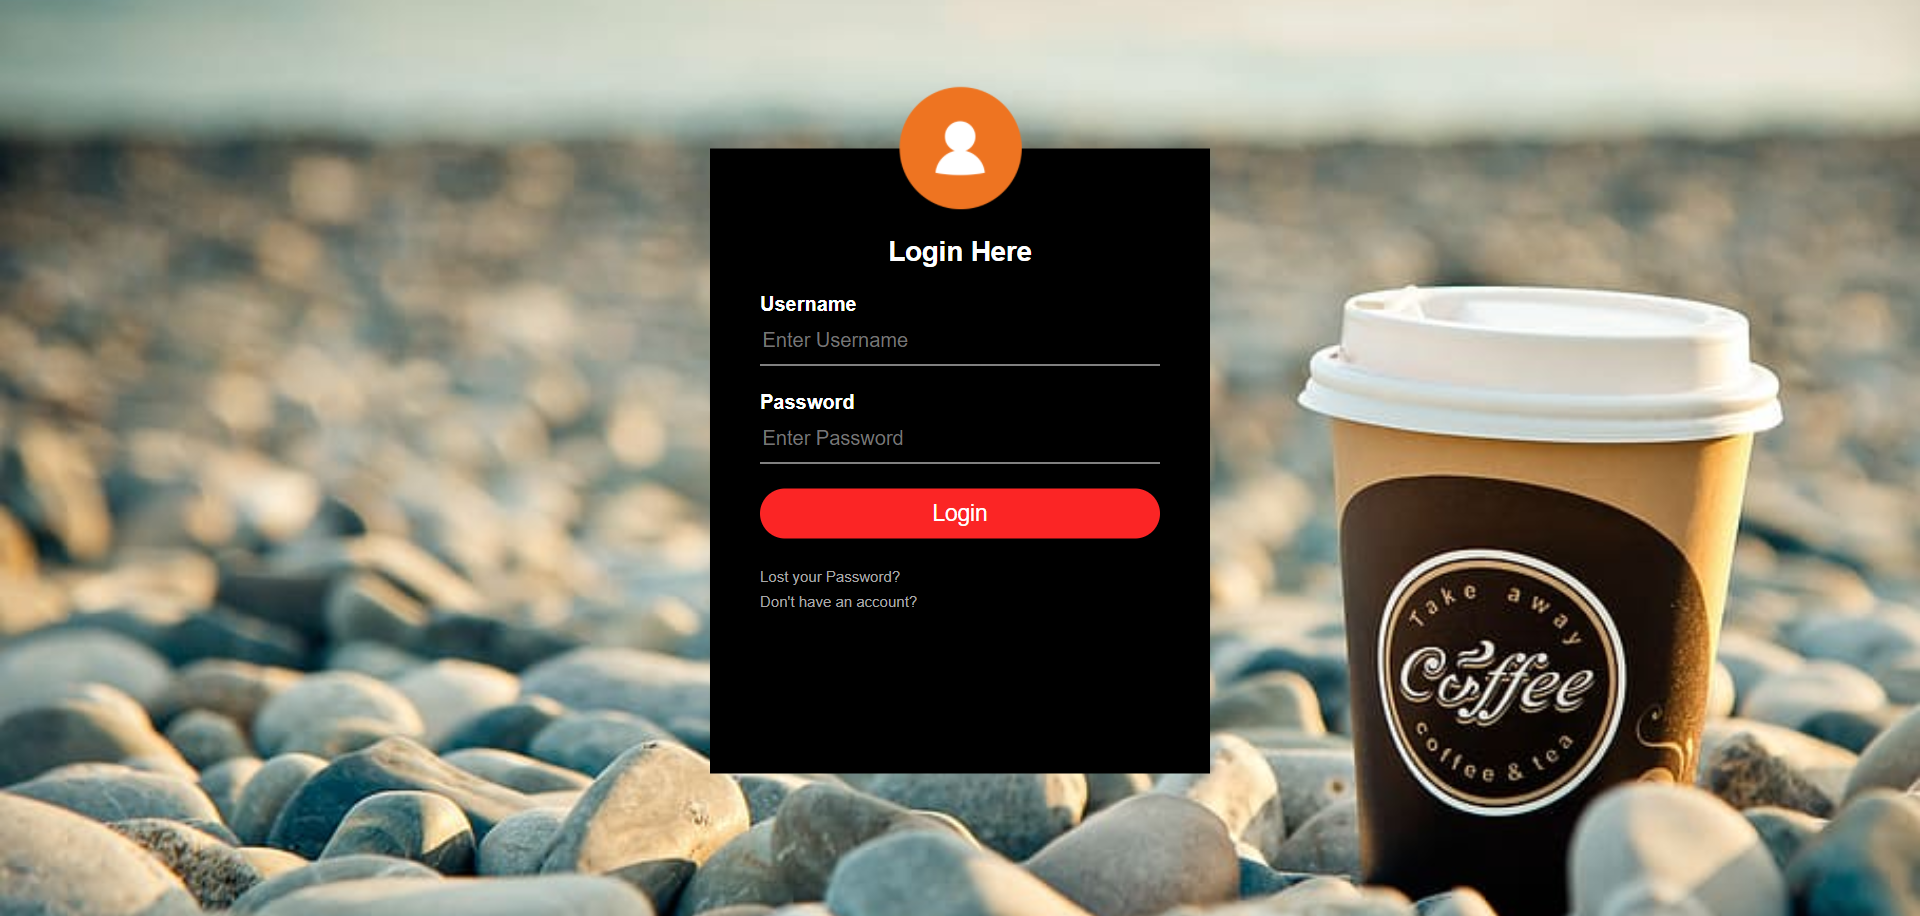 Login Here
Username
Enter Username
Password
Enter Password
Login
Lost your Password?
Don't have an account?
Take away
Coffee
coffee & tea